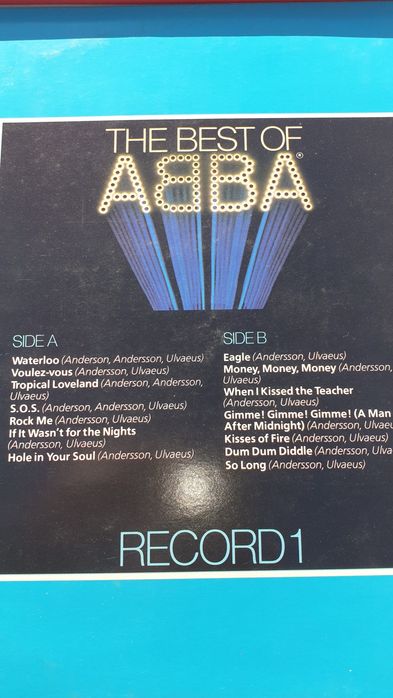 THE BEST OF
ABBA®
SIDE A
Waterloo (Anderson, Andersson, Ulvaeus)
Voulez-vous (Andersson, Ulvaeus)
Tropical Loveland (Anderson, Andersson,
Ulvaeus)
S.O.S. (Anderson, Andersson, Ulvaeus)
Rock Me (Andersson, Ulvaeus)
If It Wasn't for the Nights
(Andersson, Ulvaeus)
Hole in Your Soul (Andersson, Ulvaeus)
SIDE B
Eagle (Andersson, Ulvaeus)
Money, Money, Money (Andersson,
Ulvaeus)
When I Kissed the Teacher
(Andersson, Ulvaeus)
Gimme! Gimme! Gimme! (A Man
After Midnight) (Andersson, Ulvaeu
Kisses of Fire (Andersson, Ulvaeus)
Dum Dum Diddle (Andersson, Ulva
So Long (Andersson, Ulvaeus)
RECORD 1